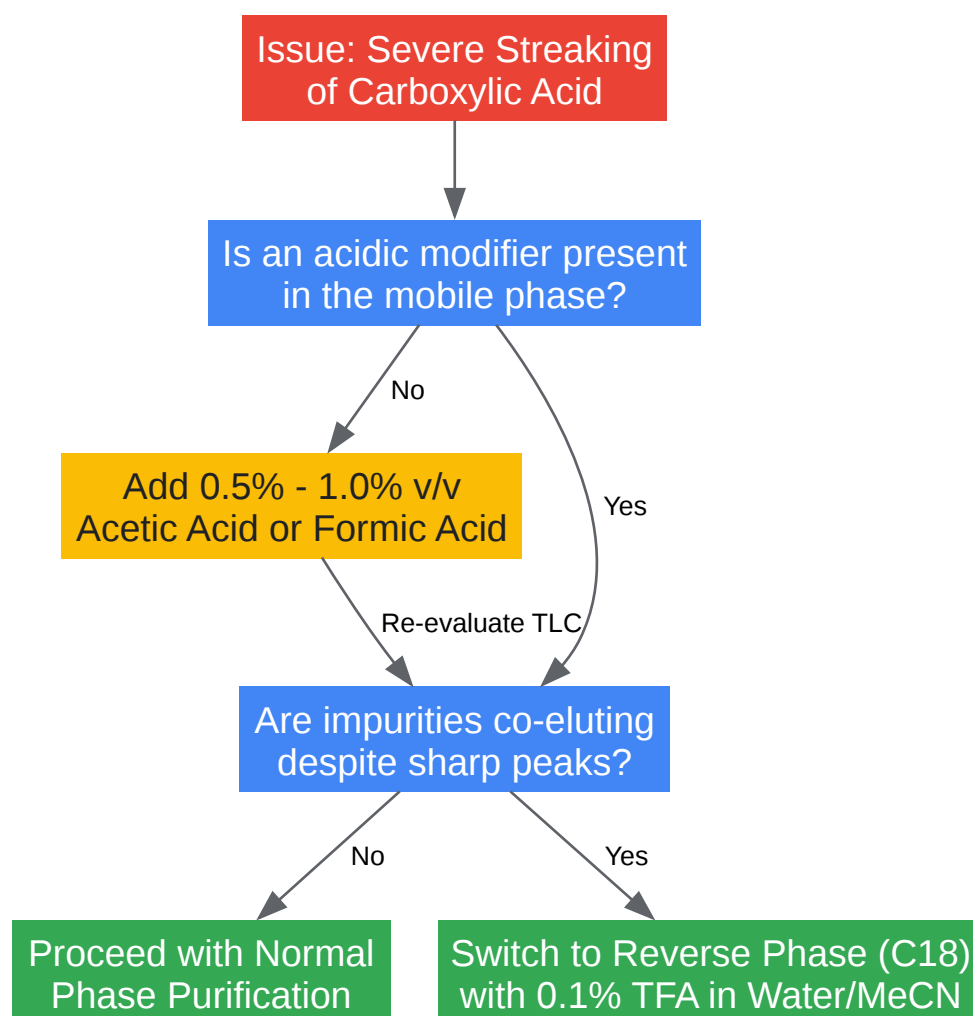 Issue: Severe Streaking
of Carboxylic Acid
Is an acidic modifier present
in the mobile phase?
No
Add 0.5% - 1.0% v/v
Acetic Acid or Formic Acid
Yes
Re-evaluate TLC
Are impurities co-eluting
despite sharp peaks?
No
Yes
Proceed with Normal
Phase Purification
Switch to Reverse Phase (C18)
with 0.1% TFA in Water/MeCN